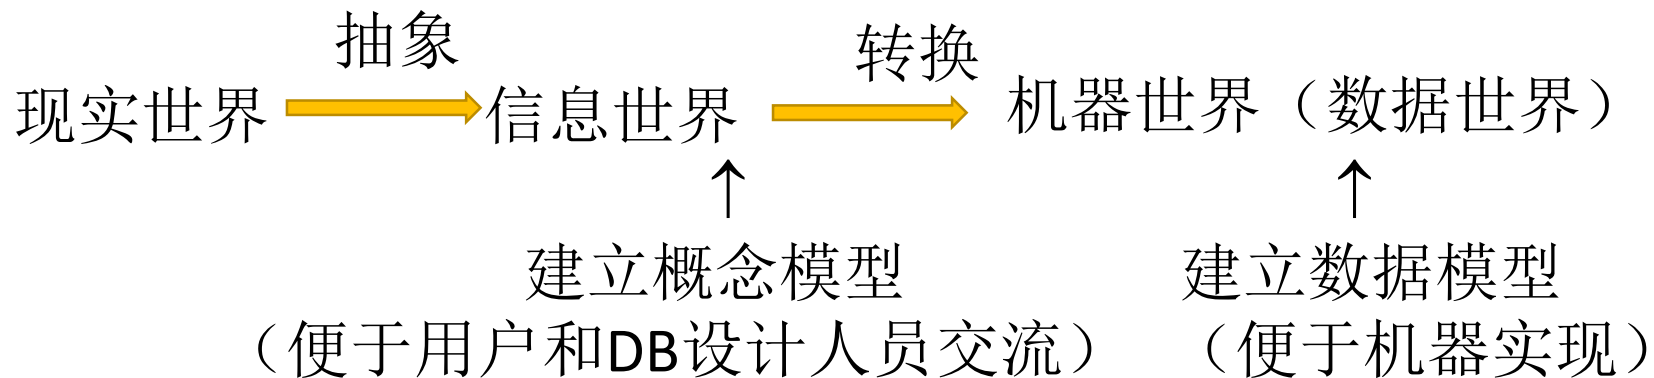 抽象
转换
现实世界
信息世界
机器世界（数据世界）
建立概念模型
（便于用户和DB设计人员交流）
建立数据模型
（便于机器实现）